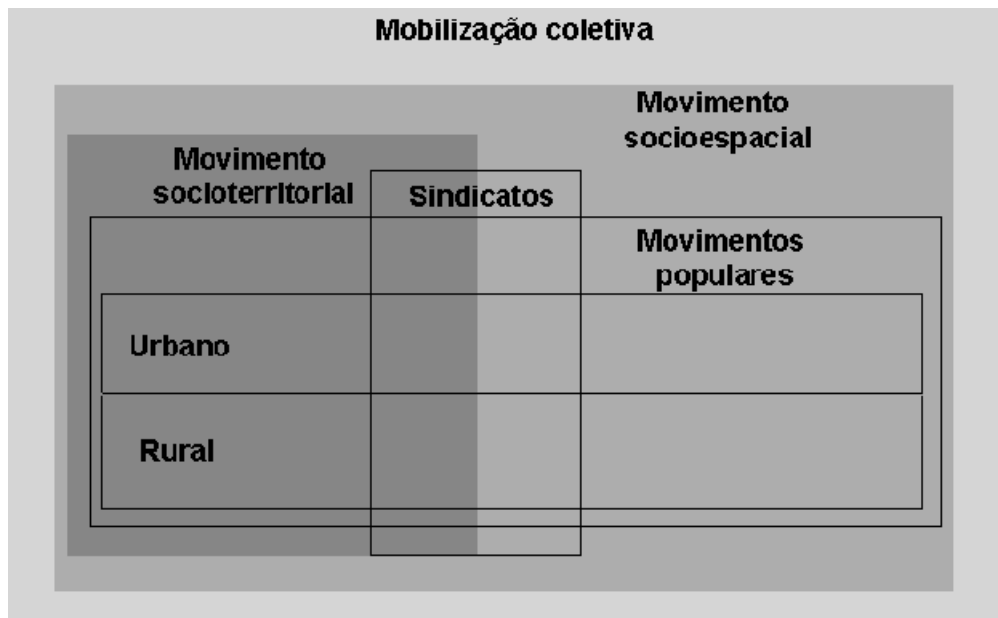 Mobilização coletiva
Movimento
socioespacial
Movimento
socioterritorial
Sindicatos
Movimentos
populares
Urbano
Rural